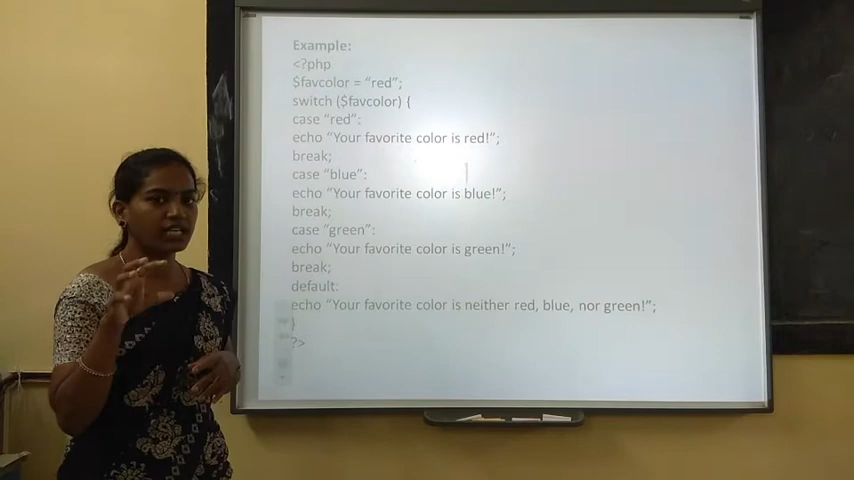 Example:
<?php
$favcolor = “red”;
switch ($favcolor) {
case “red”:
echo “Your favorite color is red!”;
break;
case “blue”:
echo “Your favorite color is blue!”;
break;
case “green”:
echo “Your favorite color is green!”;
break;
default:
echo “Your favorite color is neither red, blue, nor green!”;
}
?>